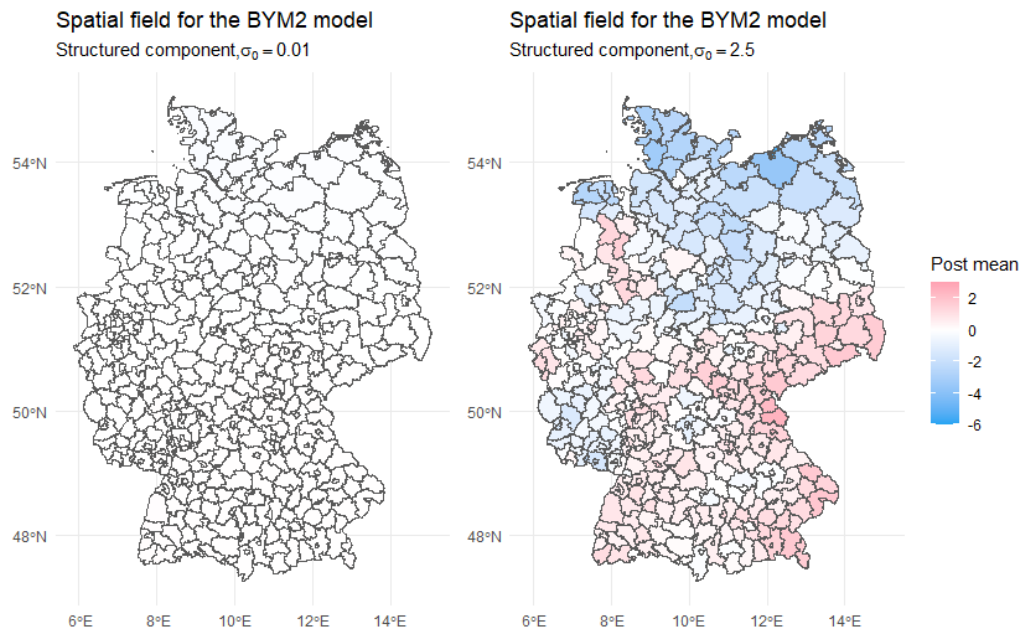 Spatial field for the BYM2 model
Structured component,σ₀ = 0.01
54°N
52°N
50°N
48°N
6°E 8°E 10°E 12°E 14°E
Spatial field for the BYM2 model
Structured component,σ₀ = 2.5
54°N
52°N
50°N
48°N
6°E 8°E 10°E 12°E 14°E
Post mean
2
0
-2
-4
-6